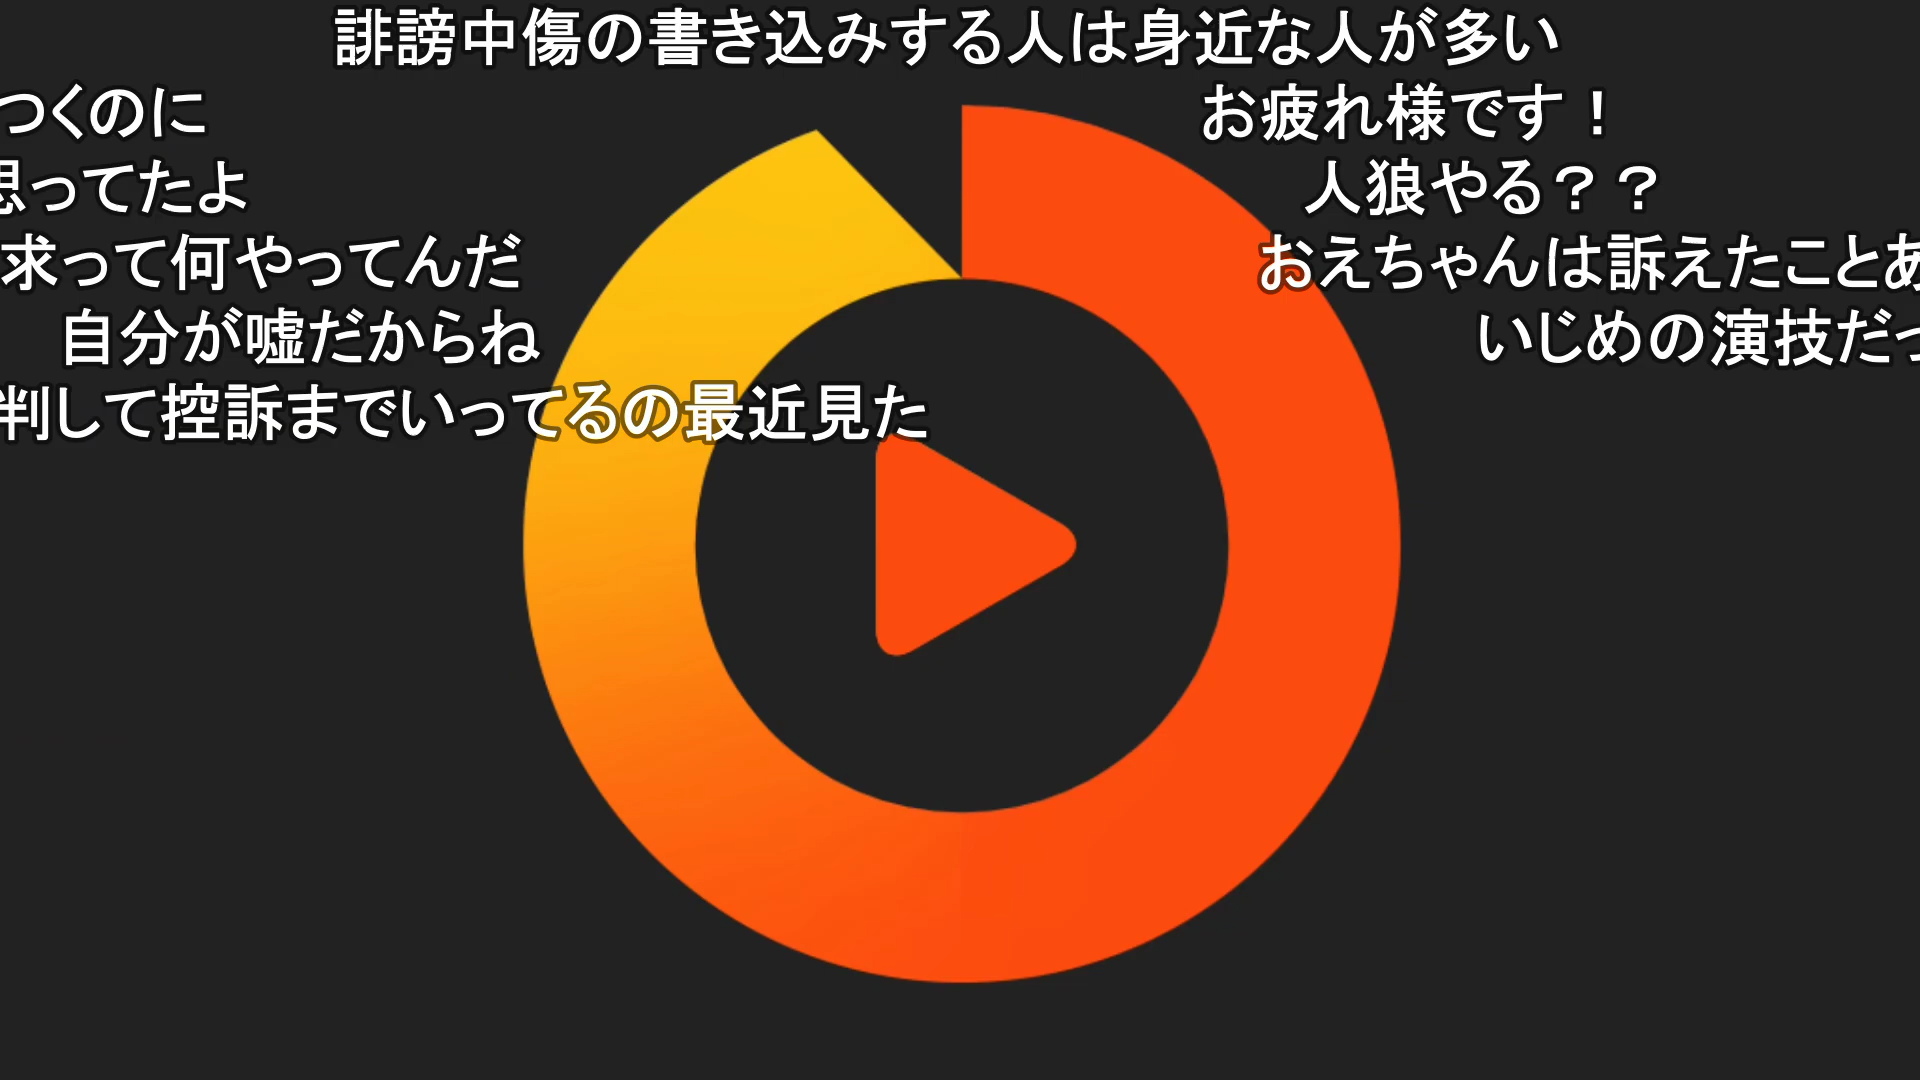 誹謗中傷の書き込みする人は身近な人が多い
つくのに
お疲れ様です！
思ってたよ
人狼やる？？
求って何やってんだ
おえちゃんは訴えたことあ
自分が嘘だからね
いじめの演技だっ
判して控訴までいってるの最近見た